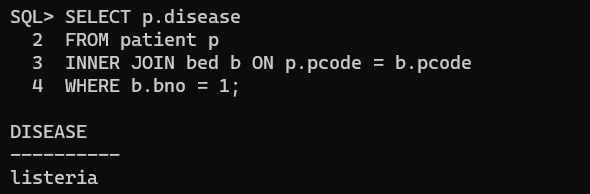 SQL> SELECT p.disease
  2  FROM patient p
  3  INNER JOIN bed b ON p.pcode = b.pcode
  4  WHERE b.bno = 1;

DISEASE
----------
listeria